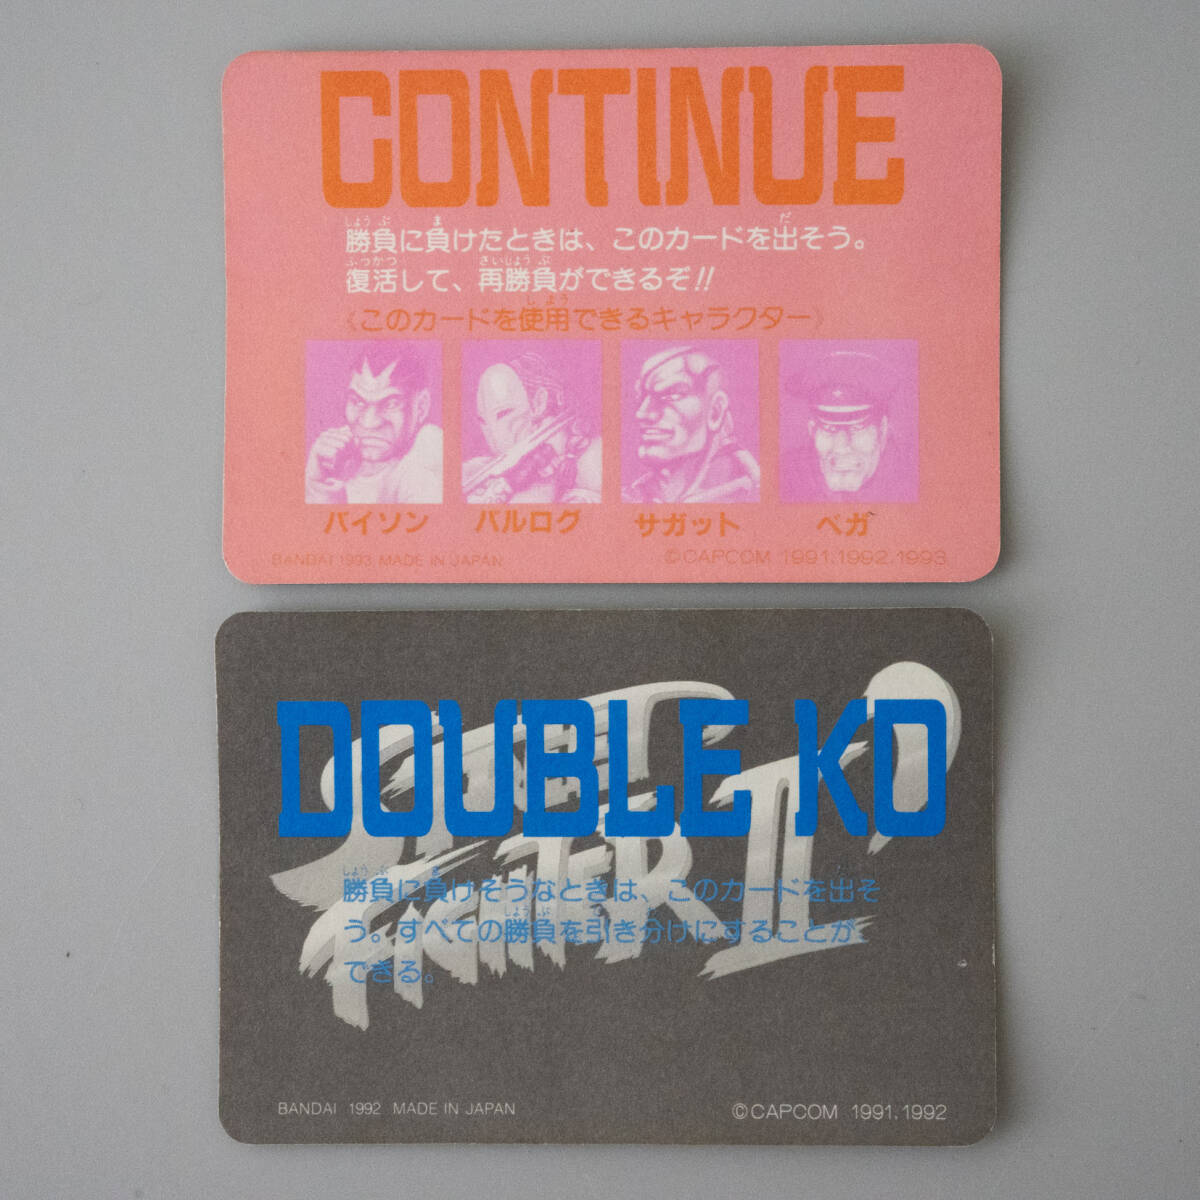 CONTINUE
勝負に負けたときは、このカードを出そう。
復活して、再勝負ができるぞ!!
《このカードを使用できるキャラクター》
バイソン バルログ サガット ベガ
BANDAI 1993 MADE IN JAPAN ©CAPCOM 1991,1992,1993
STREET
DOUBLE KO
FIGHTER II'
勝負に負けそうなときは、このカードを出そ
う。すべての勝負を引き分けにすることが
できる。
BANDAI 1992 MADE IN JAPAN ©CAPCOM 1991,1992